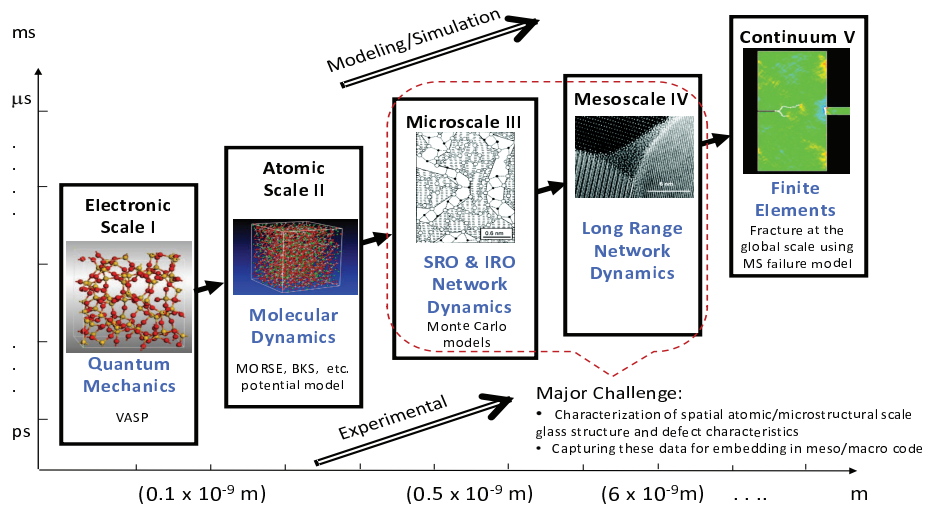 ms
μs
.
.
.
.
.
.
.
ps
Modeling/Simulation
Electronic
Scale I
Quantum
Mechanics
VASP
Atomic
Scale II
Molecular
Dynamics
MORSE, BKS, etc.
potential model
Microscale III
0.6 nm
SRO & IRO
Network
Dynamics
Monte Carlo
models
Mesoscale IV
Long Range
Network
Dynamics
Continuum V
Finite
Elements
Fracture at the
global scale using
MS failure model
Experimental
Major Challenge:
• Characterization of spatial atomic/microstructural scale
glass structure and defect characteristics
• Capturing these data for embedding in meso/macro code
(0.1 x 10⁻⁹ m)
(0.5 x 10⁻⁹ m)
(6 x 10⁻⁹m)
. . . .
m